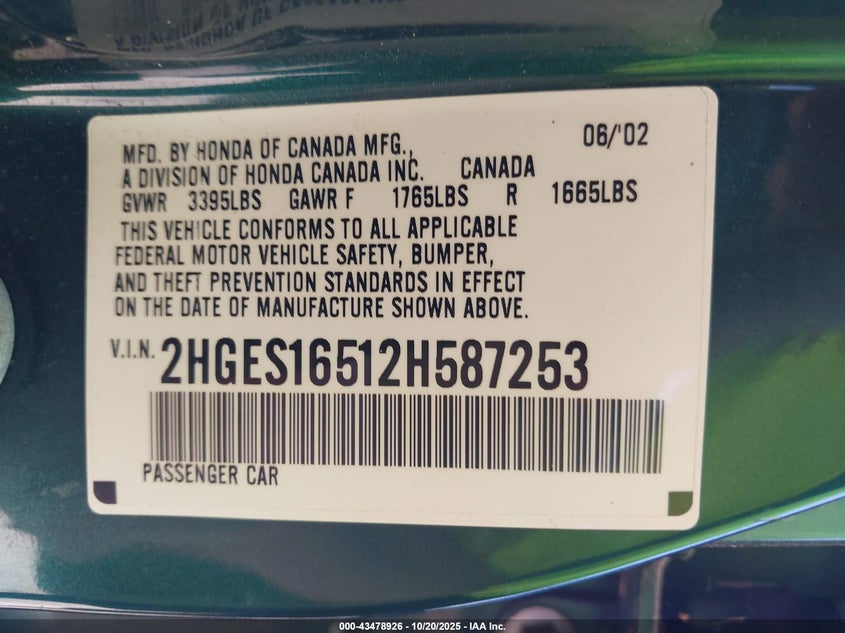 MFD. BY HONDA OF CANADA MFG., 06/'02
A DIVISION OF HONDA CANADA INC. CANADA
GVWR 3395LBS GAWR F 1765LBS R 1665LBS
THIS VEHICLE CONFORMS TO ALL APPLICABLE
FEDERAL MOTOR VEHICLE SAFETY, BUMPER,
AND THEFT PREVENTION STANDARDS IN EFFECT
ON THE DATE OF MANUFACTURE SHOWN ABOVE.
V.I.N. 2HGES16512H587253
PASSENGER CAR
000-43478926 - 10/20/2025 - IAA Inc.